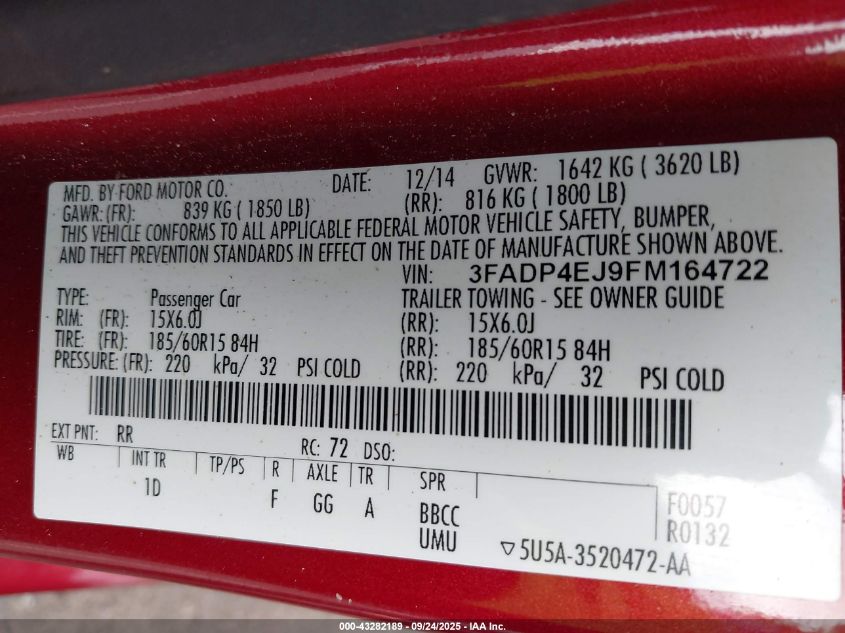 MFD. BY FORD MOTOR CO. DATE: 12/14 GVWR: 1642 KG ( 3620 LB)
GAWR: (FR): 839 KG ( 1850 LB) (RR): 816 KG ( 1800 LB)
THIS VEHICLE CONFORMS TO ALL APPLICABLE FEDERAL MOTOR VEHICLE SAFETY, BUMPER,
AND THEFT PREVENTION STANDARDS IN EFFECT ON THE DATE OF MANUFACTURE SHOWN ABOVE.
VIN: 3FADP4EJ9FM164722
TYPE: Passenger Car TRAILER TOWING - SEE OWNER GUIDE
RIM: (FR): 15X6.0J (RR): 15X6.0J
TIRE: (FR): 185/60R15 84H (RR): 185/60R15 84H
PRESSURE: (FR): 220 kPa/ 32 PSI COLD (RR): 220 kPa/ 32 PSI COLD
EXT PNT: RR RC: 72 DSO:
WB INT TR TP/PS R AXLE TR SPR
1D F GG A BBCC F0057
UMU R0132
▽5U5A-3520472-AA
000-43282189 - 09/24/2025 - IAA Inc.